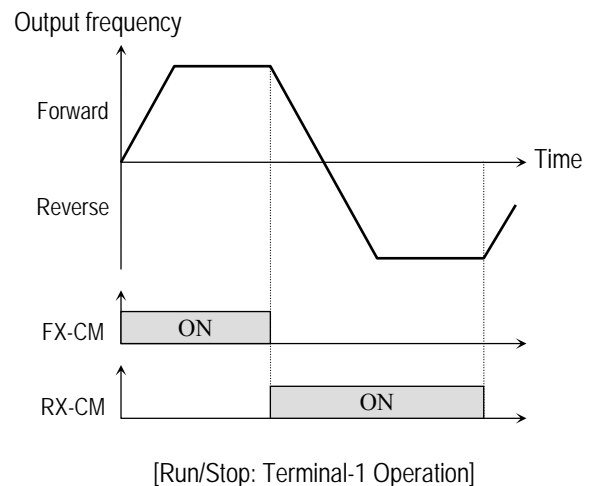 Output frequency
Forward
Time
Reverse
FX-CM
ON
RX-CM
ON
[Run/Stop: Terminal-1 Operation]